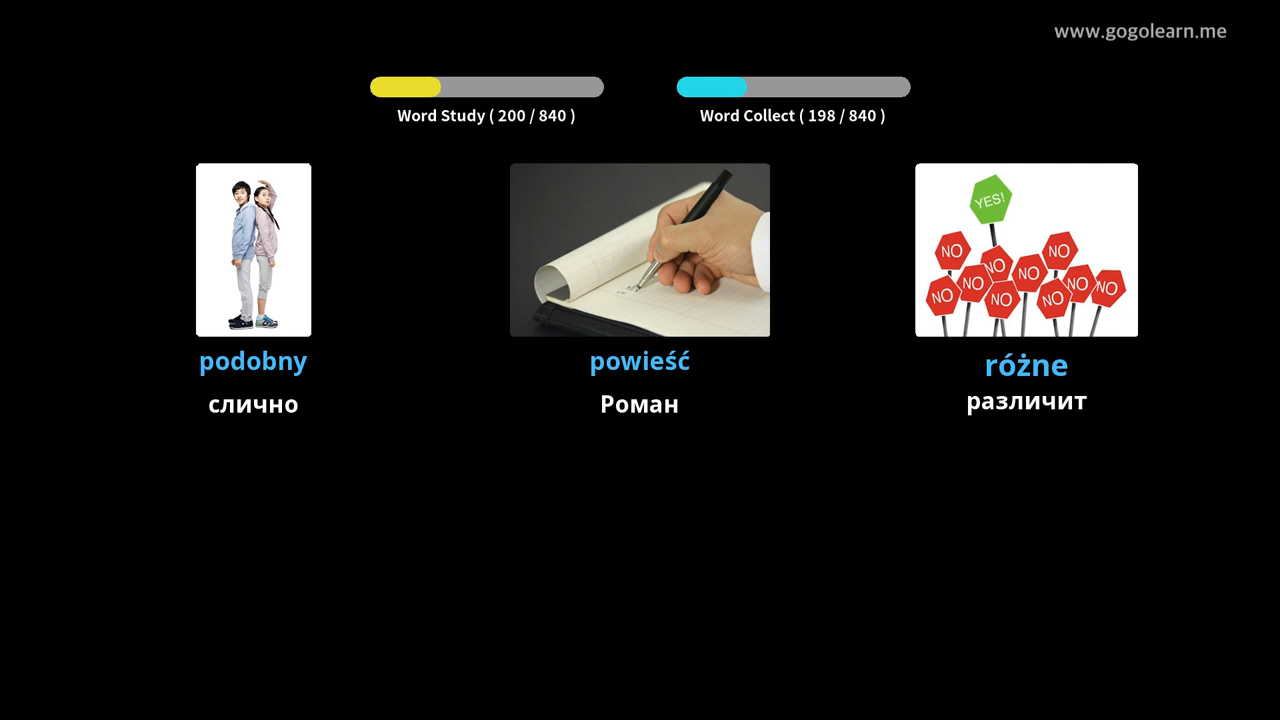 www.gogolearn.me
Word Study ( 200 / 840 )
Word Collect ( 198 / 840 )
YES!
NO
NO
NO
NO
NO
NO
NO
NO
NO
NO
podobny
powieść
różne
слично
Роман
различит